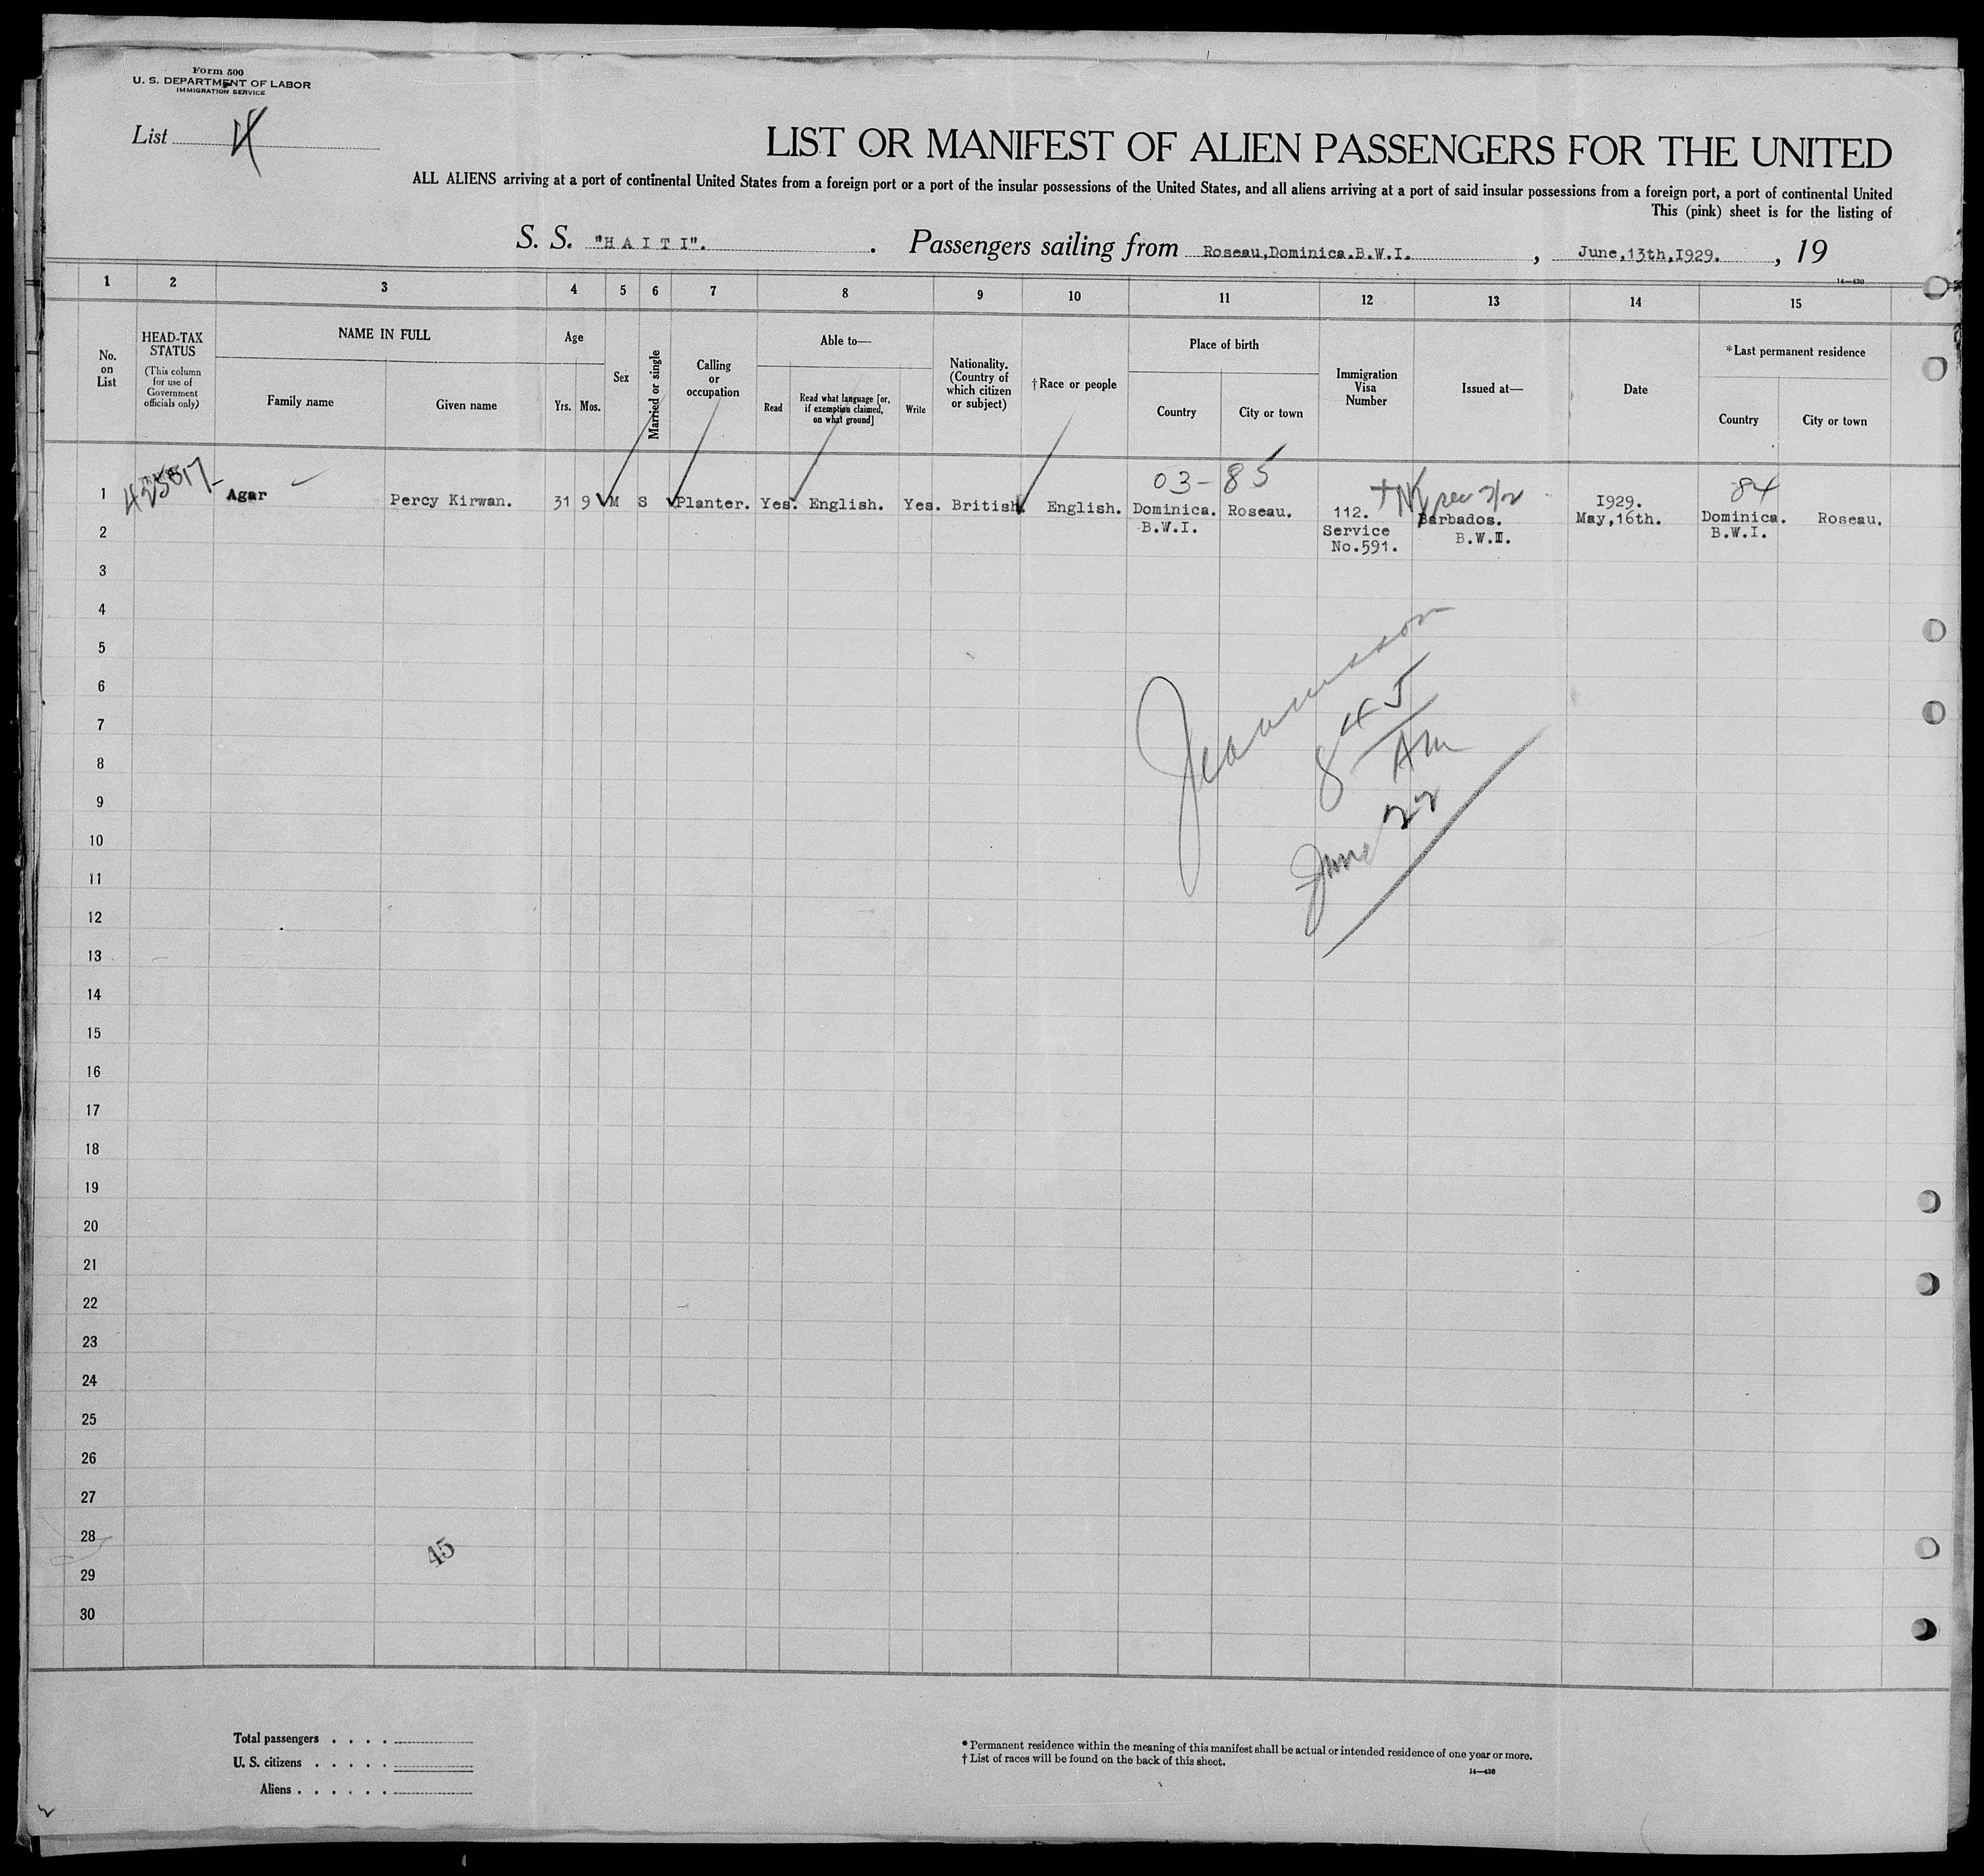 Form 500
U. S. DEPARTMENT OF LABOR
IMMIGRATION SERVICE
List 4
LIST OR MANIFEST OF ALIEN PASSENGERS FOR THE UNITED
ALL ALIENS arriving at a port of continental United States from a foreign port or a port of the insular possessions of the United States, and all aliens arriving at a port of said insular possessions from a foreign port, a port of continental United
This (pink) sheet is for the listing of
S. S. "H A I T I". . Passengers sailing from Roseau,Dominica.B.W.I. , June,13th,I929. , 19
14—430
1 2 3 4 5 6 7 8 9 10 11 12 13 14 15
No. on List
HEAD-TAX STATUS
(This column for use of Government officials only)
NAME IN FULL
Family name
Given name
Age
Yrs. Mos.
Sex
Married or single
Calling or occupation
Able to—
Read
Read what language [or, if exemption claimed, on what ground]
Write
Nationality. (Country of which citizen or subject)
†Race or people
Place of birth
Country
City or town
Immigration Visa Number
Issued at—
Date
*Last permanent residence
Country
City or town
03-85
84
1 Agar Percy Kirwan. 31 9 M S Planter. Yes. English. Yes. British. English. Dominica. B.W.I. Roseau. 112. Service No.591. Barbados. B.W.I. I929. May,16th. Dominica. B.W.I. Roseau.
2
3
4
5
6
7
8
9
10
11
12
13
14
15
16
17
18
19
20
21
22
23
24
25
26
27
28
29
30
8 45
AM
June 22
45
Total passengers . . . .
U. S. citizens . . . . .
Aliens . . . . . .
* Permanent residence within the meaning of this manifest shall be actual or intended residence of one year or more.
† List of races will be found on the back of this sheet.
14—430